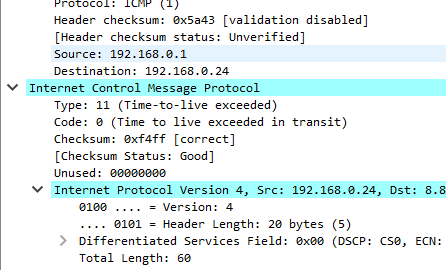 Protocol: ICMP (1)
Header checksum: 0x5a43 [validation disabled]
[Header checksum status: Unverified]
Source: 192.168.0.1
Destination: 192.168.0.24
Internet Control Message Protocol
Type: 11 (Time-to-live exceeded)
Code: 0 (Time to live exceeded in transit)
Checksum: 0xf4ff [correct]
[Checksum Status: Good]
Unused: 00000000
Internet Protocol Version 4, Src: 192.168.0.24, Dst: 8.8
0100 .... = Version: 4
.... 0101 = Header Length: 20 bytes (5)
Differentiated Services Field: 0x00 (DSCP: CS0, ECN:
Total Length: 60